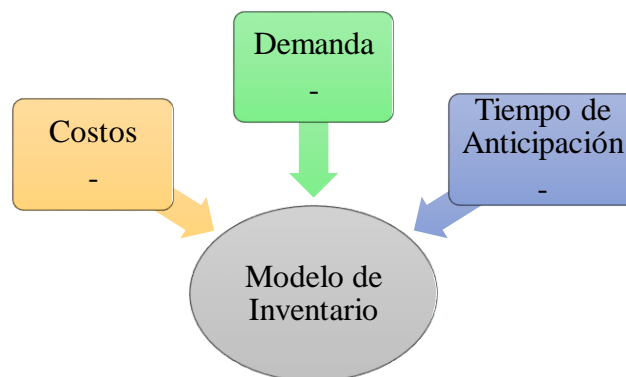 Costos
-
Demanda
-
Tiempo de
Anticipación
-
Modelo de
Inventario